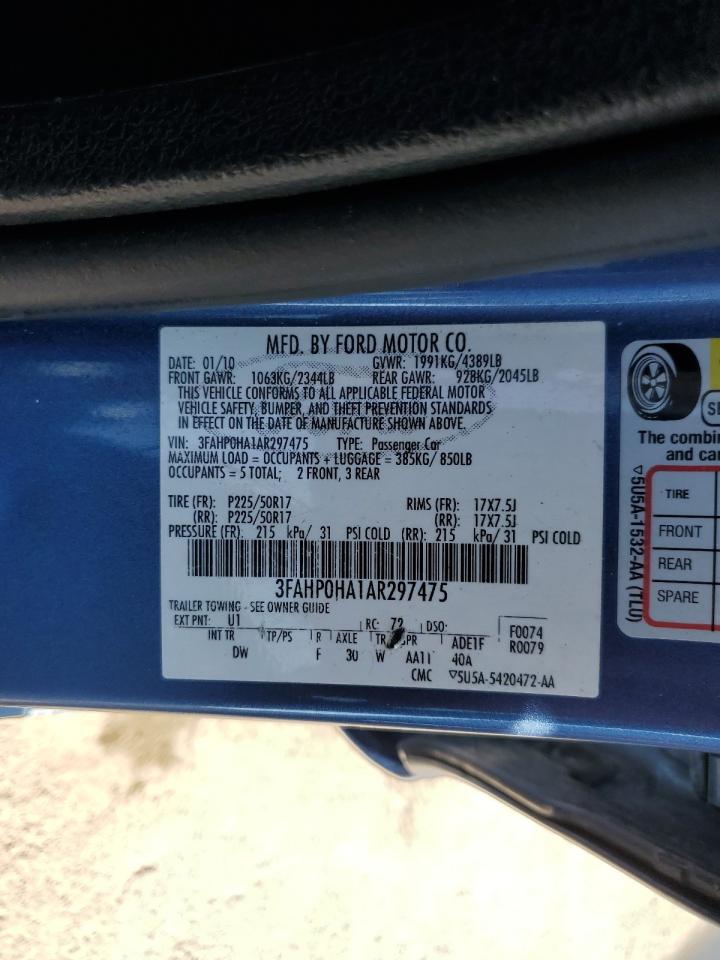 MFD. BY FORD MOTOR CO.
DATE: 01/10 GVWR: 1991KG/4389LB
FRONT GAWR: 1063KG/2344LB REAR GAWR: 928KG/2045LB
THIS VEHICLE CONFORMS TO ALL APPLICABLE FEDERAL MOTOR
VEHICLE SAFETY, BUMPER, AND THEFT PREVENTION STANDARDS
IN EFFECT ON THE DATE OF MANUFACTURE SHOWN ABOVE.
VIN: 3FAHP0HA1AR297475 TYPE: Passenger Car
MAXIMUM LOAD = OCCUPANTS + LUGGAGE = 385KG/ 850LB
OCCUPANTS = 5 TOTAL; 2 FRONT, 3 REAR
TIRE (FR): P225/50R17 RIMS (FR): 17X7.5J
(RR): P225/50R17 (RR): 17X7.5J
PRESSURE (FR): 215 kPa/ 31 PSI COLD (RR): 215 kPa/ 31 PSI COLD
3FAHP0HA1AR297475
TRAILER TOWING - SEE OWNER GUIDE
EXT PNT: U1 RC: 72 DSO: F0074
INT TR TP/PS R AXLE TR SPR ADE1F R0079
DW F 30 W AA11 40A
CMC ▽5U5A-5420472-AA
The combin
and car
▽5U5A-1532-AA (TLU)
TIRE
FRONT
REAR
SPARE